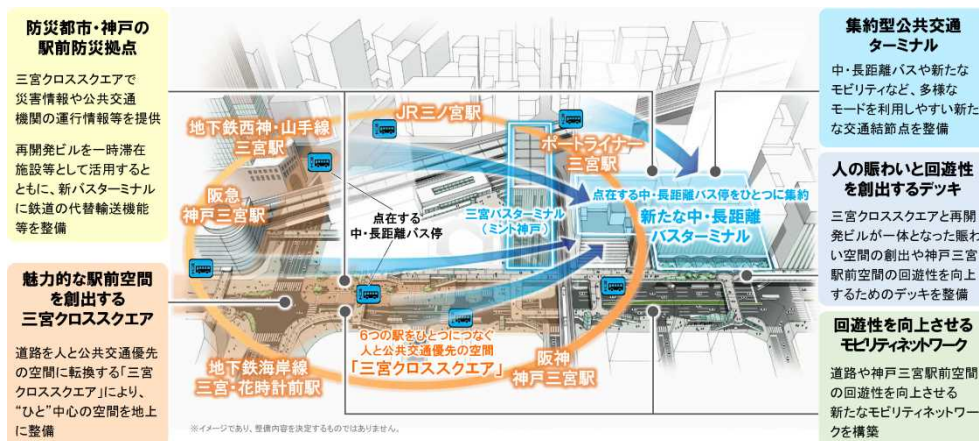 防災都市・神戸の
駅前防災拠点
三宮クロススクエアで
災害情報や公共交通
機関の運行情報等を提供
再開発ビルを一時滞在
施設等として活用すると
ともに、新バスターミナル
に鉄道の代替輸送機能
等を整備
魅力的な駅前空間
を創出する
三宮クロススクエア
道路を人と公共交通優先
の空間に転換する「三宮
クロススクエア」により、
“ひと”中心の空間を地上
に整備
JR三ノ宮駅
地下鉄西神・山手線
三宮駅
ポートライナー
三宮駅
阪急
神戸三宮駅
点在する
中・長距離バス停
三宮バスターミナル
（ミント神戸）
点在する中・長距離バス停をひとつに集約
新たな中・長距離
バスターミナル
6つの駅をひとつにつなぐ
人と公共交通優先の空間
「三宮クロススクエア」
地下鉄海岸線
三宮・花時計前駅
阪神
神戸三宮駅
※イメージであり、整備内容を決定するものではありません。
集約型公共交通
ターミナル
中・長距離バスや新たな
モビリティなど、多様な
モードを利用しやすい新た
な交通結節点を整備
人の賑わいと回遊性
を創出するデッキ
三宮クロススクエアと再開
発ビルが一体となった賑わ
い空間の創出や神戸三宮
駅前空間の回遊性を向上
するためのデッキを整備
回遊性を向上させる
モビリティネットワーク
道路や神戸三宮駅前空間
の回遊性を向上させる
新たなモビリティネットワー
クを構築